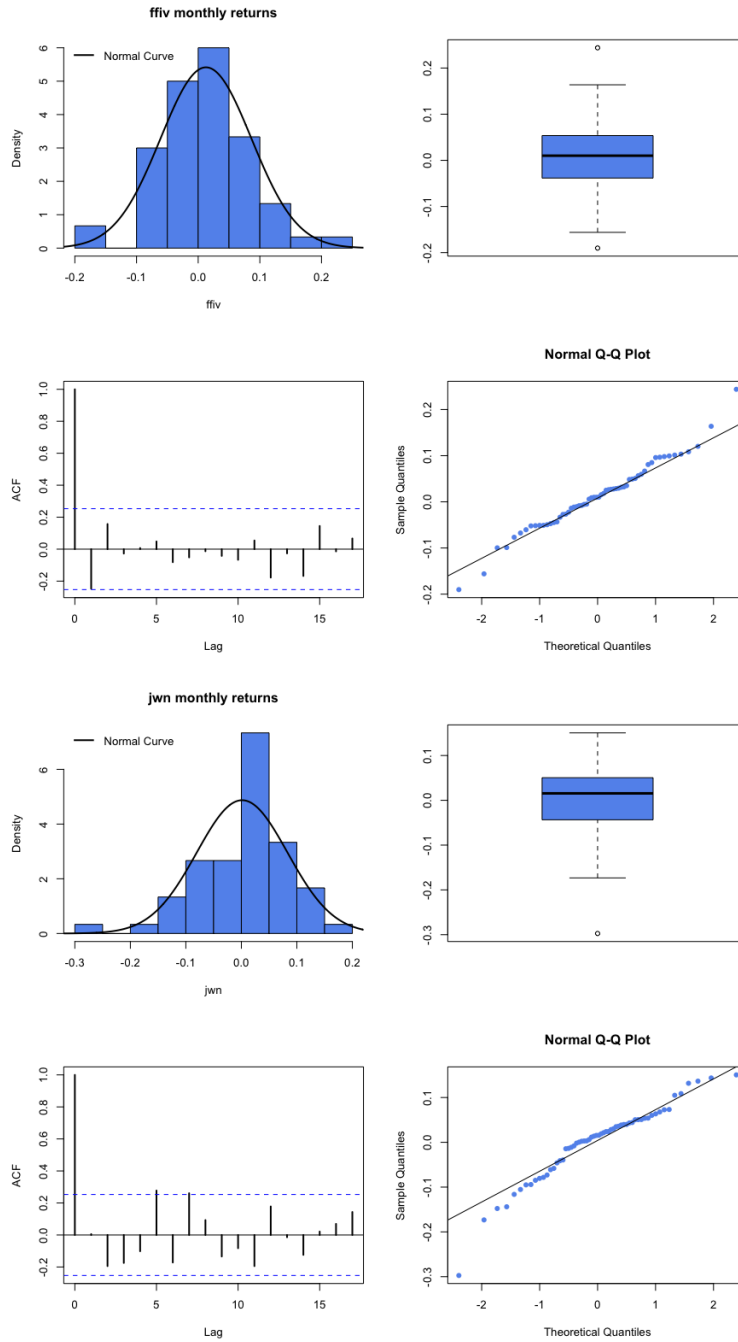 ffiv monthly returns
Normal Curve
Density
0 1 2 3 4 5 6
-0.2 -0.1 0.0 0.1 0.2
ffiv
-0.2 -0.1 0.0 0.1 0.2
ACF
-0.2 0.0 0.2 0.4 0.6 0.8 1.0
0 5 10 15
Lag
Normal Q-Q Plot
Sample Quantiles
-0.2 -0.1 0.0 0.1 0.2
-2 -1 0 1 2
Theoretical Quantiles
jwn monthly returns
Normal Curve
Density
0 2 4 6
-0.3 -0.2 -0.1 0.0 0.1 0.2
jwn
-0.3 -0.2 -0.1 0.0 0.1
ACF
-0.2 0.0 0.2 0.4 0.6 0.8 1.0
0 5 10 15
Lag
Normal Q-Q Plot
Sample Quantiles
-0.3 -0.2 -0.1 0.0 0.1
-2 -1 0 1 2
Theoretical Quantiles